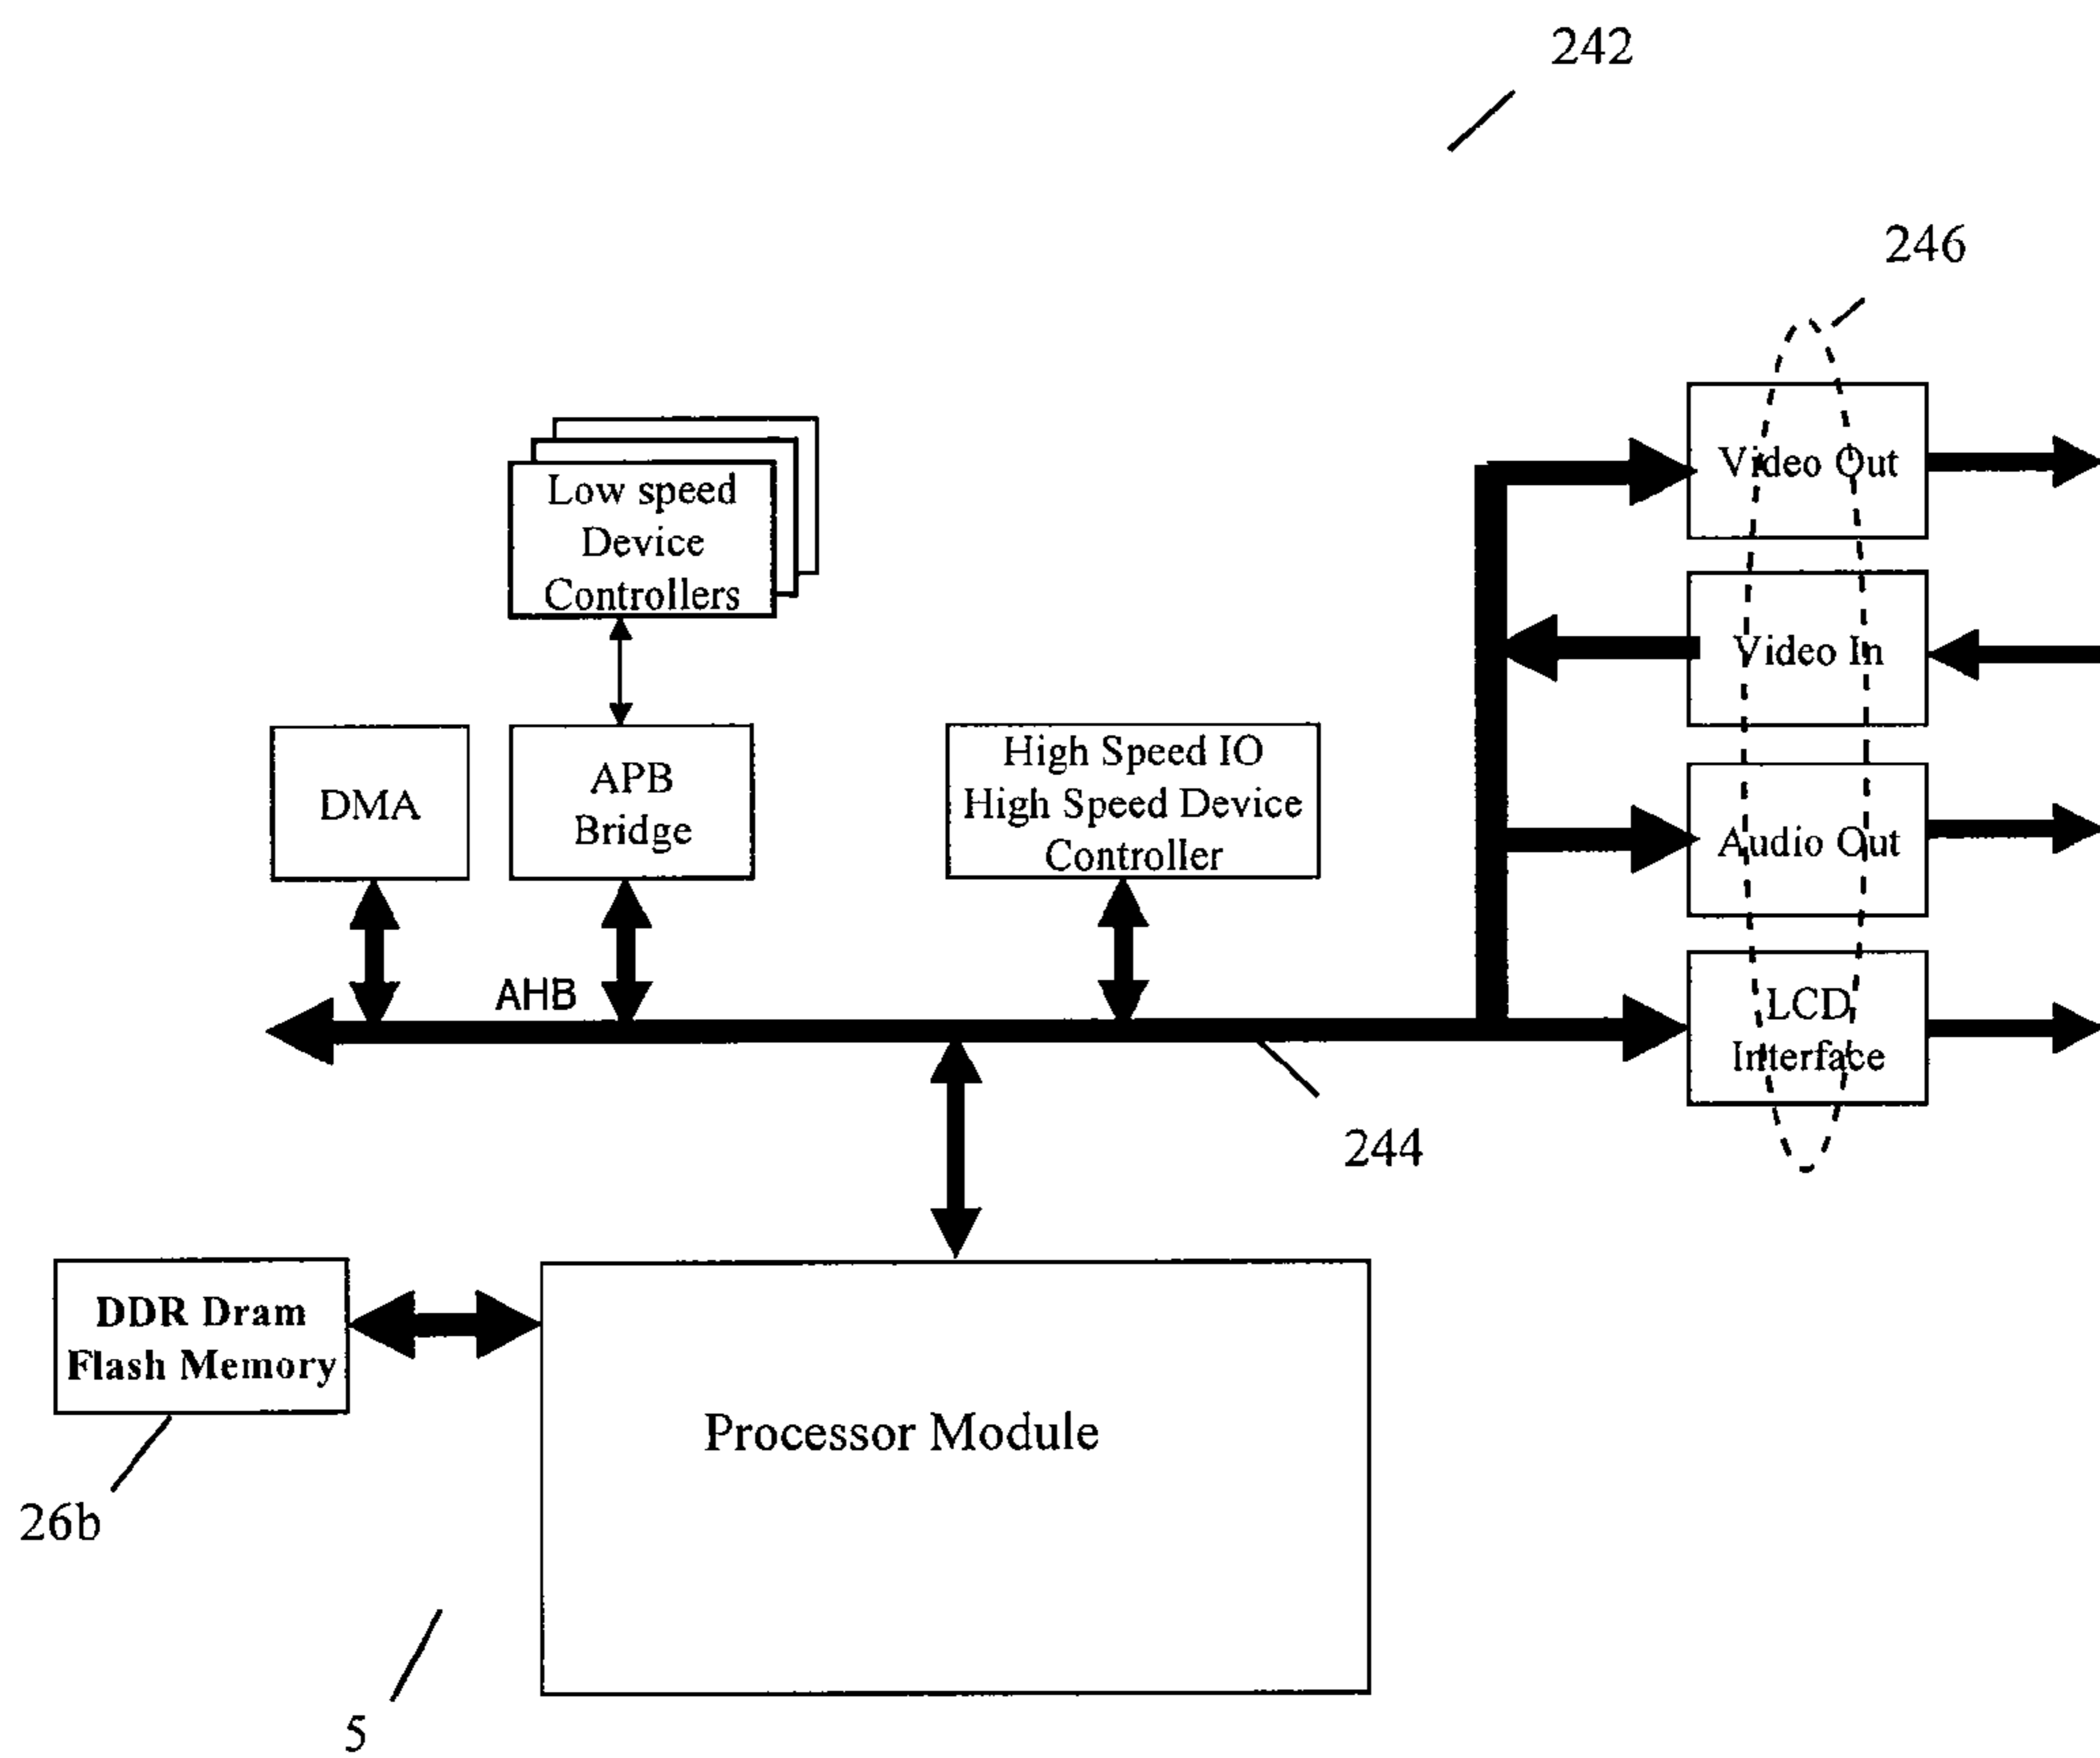 242
246
Video Out
Low speed
Device
Controllers
Video In
DMA
APB
Bridge
High Speed IO
High Speed Device
Controller
Audio Out
AHB
LCD
Interface
244
DDR Dram
Flash Memory
Processor Module
26b
5